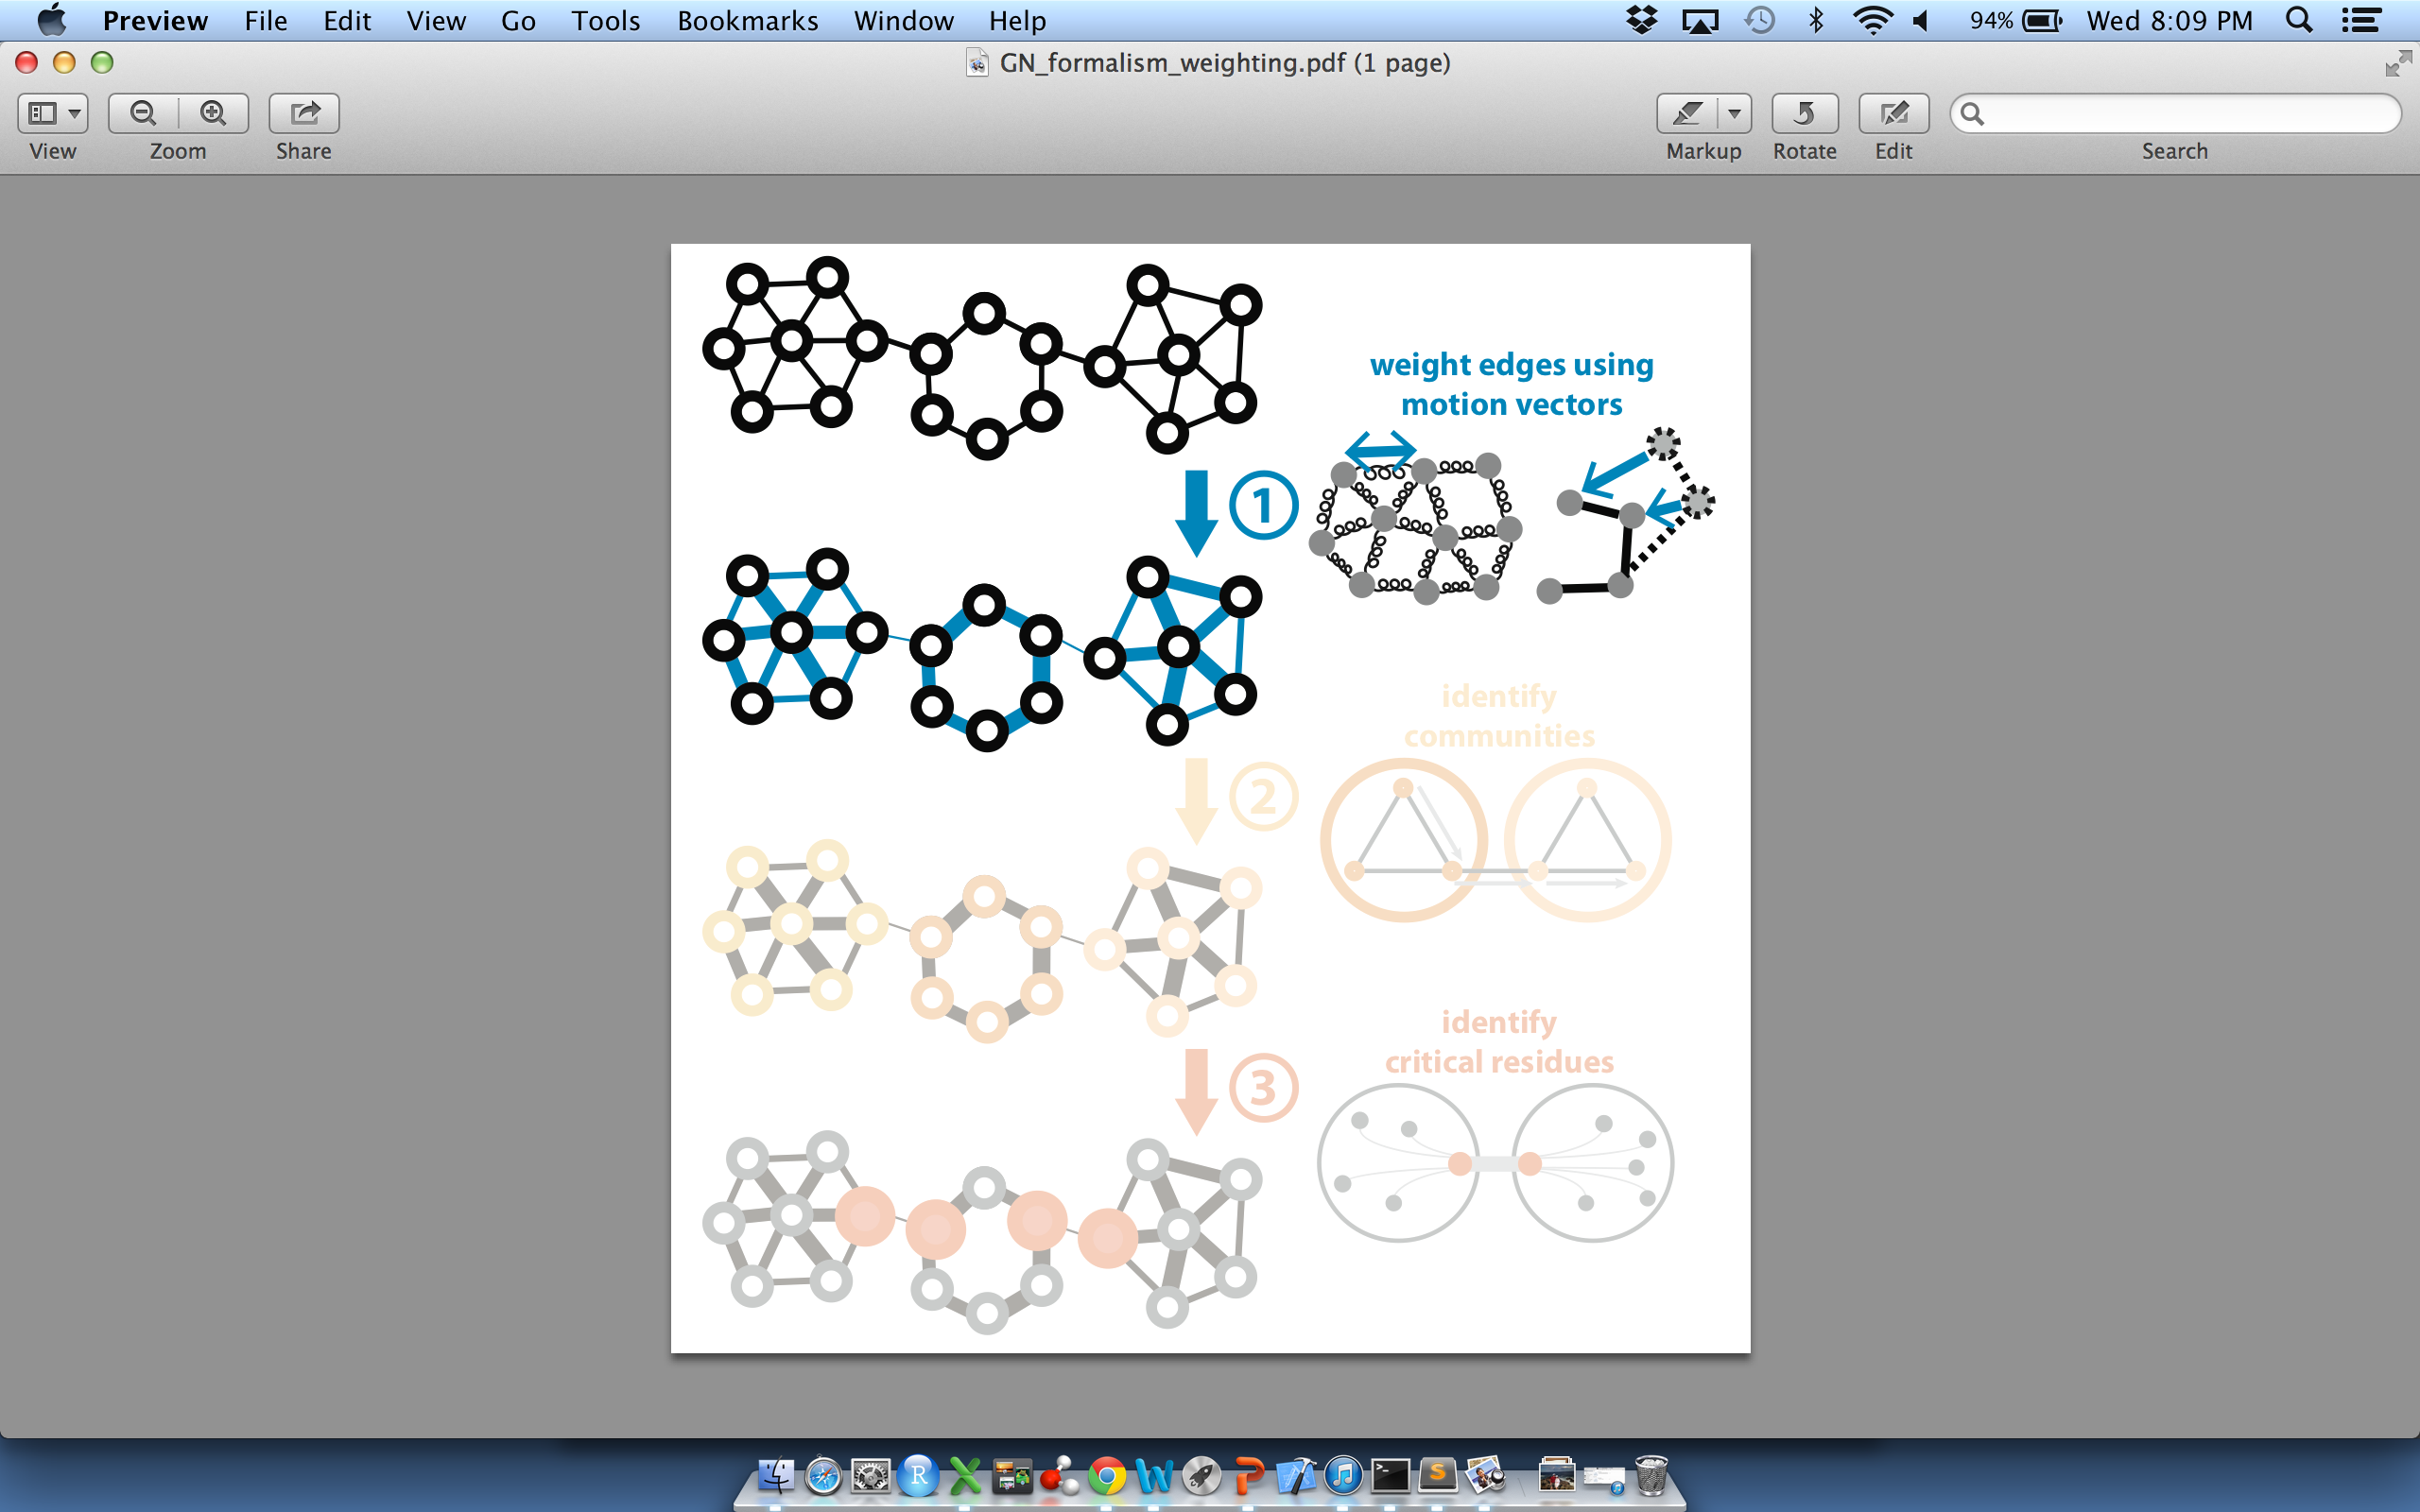 Preview File Edit View Go Tools Bookmarks Window Help 94% Wed 8:09 PM
GN_formalism_weighting.pdf (1 page)
View Zoom Share Markup Rotate Edit Search
weight edges using
motion vectors
1
identify
communities
2
identify
critical residues
3
R X W P >_ S